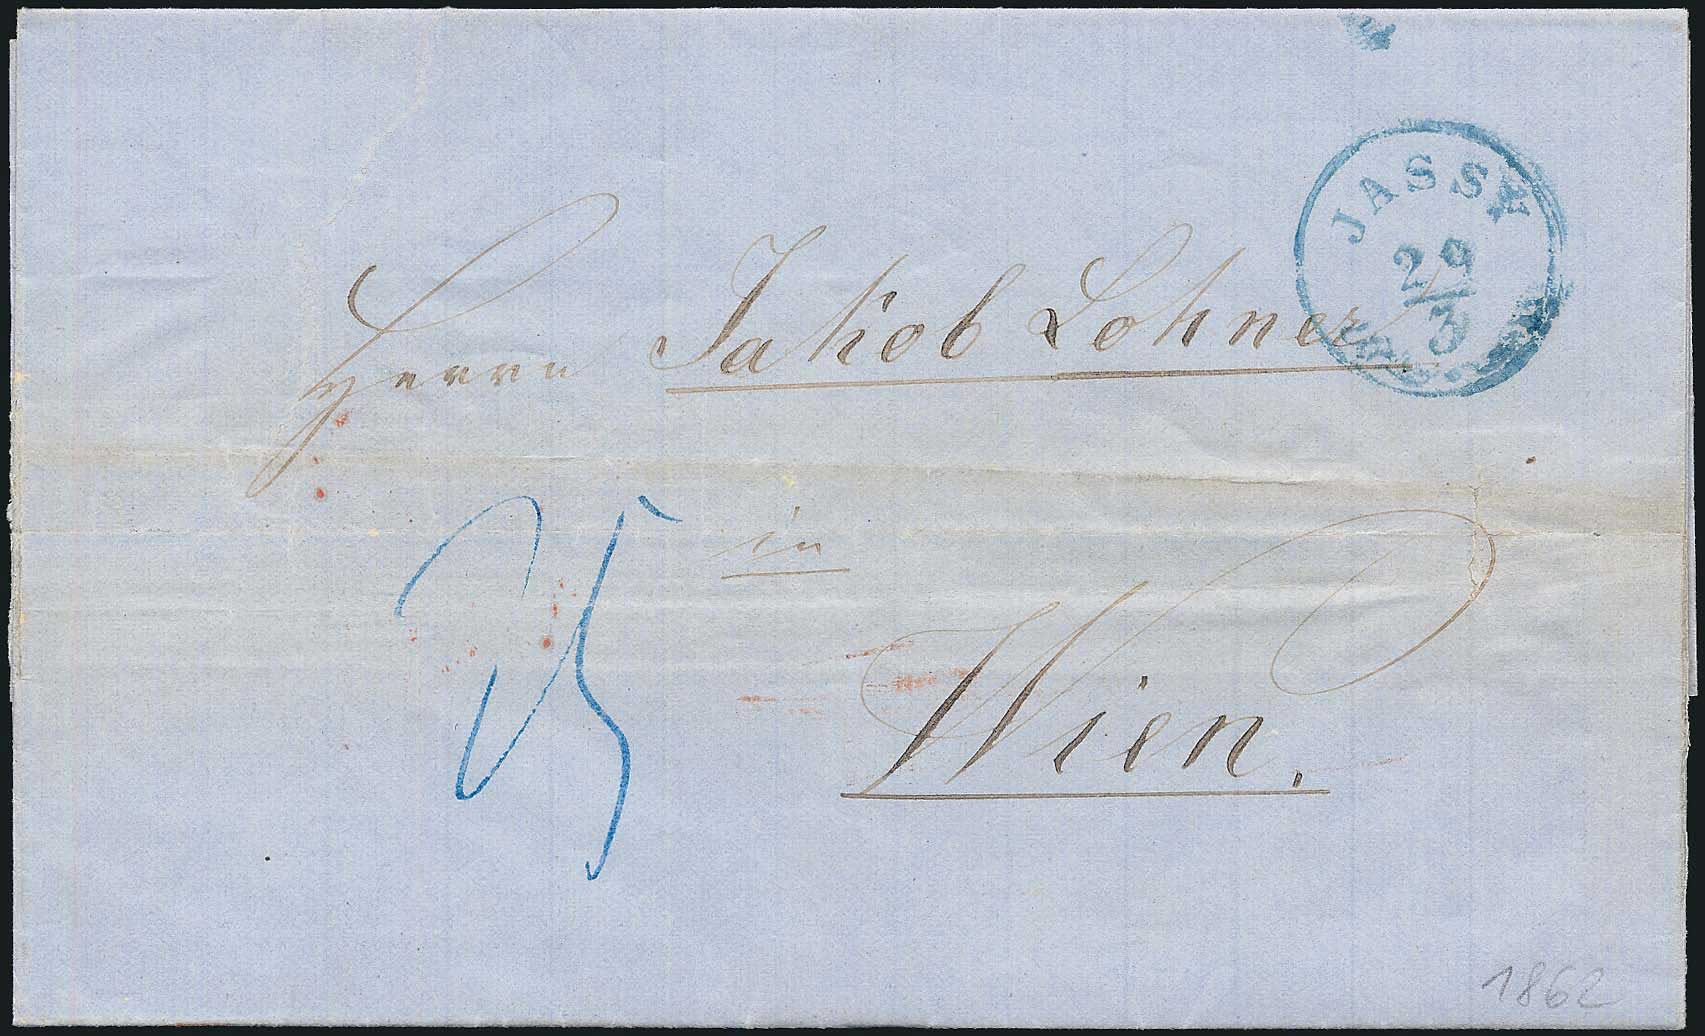 JASSY
29
3
Herrn Jakob Lohner
in
25
Wien.
1862